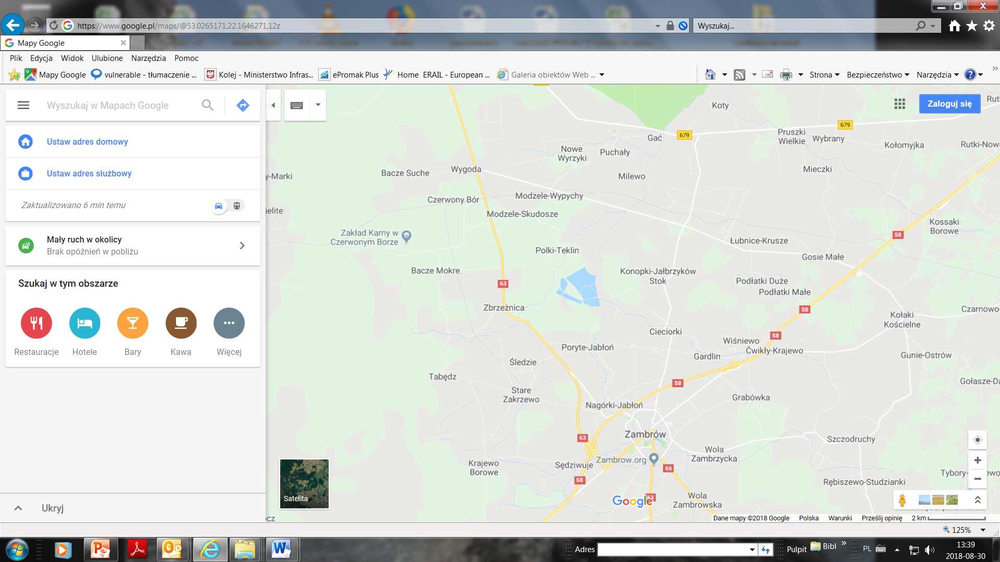 https://www.google.pl/maps/@53.0265171,22.1646271,12z
Wyszukaj...
Mapy Google
Plik Edycja Widok Ulubione Narzędzia Pomoc
Mapy Google
vulnerable - tłumaczenie ...
Kolej - Ministerstwo Infras...
ePromak Plus
Home ERAIL - European ...
Galeria obiektów Web ...
Strona
Bezpieczeństwo
Narzędzia
Wyszukaj w Mapach Google
Ustaw adres domowy
Ustaw adres służbowy
Zaktualizowano 6 min temu
Mały ruch w okolicy
Brak opóźnień w pobliżu
Szukaj w tym obszarze
Restauracje
Hotele
Bary
Kawa
Więcej
Ukryj
Zaloguj się
Koty
Rut
679
679
Gać
Pruszki
Wielkie
Wybrany
Kołomyjka
Rutki-Nowi
Nowe
Wyrzyki
Puchały
Bacze Suche
Wygoda
Mieczki
y-Marki
Milewo
Czerwony Bór
Modzele-Wypychy
ielite
Modzele-Skudosze
Kossaki
Borowe
Zakład Karny w
Czerwonym Borze
S8
Łubnice-Krusze
Polki-Teklin
Gosie Małe
Bacze Mokre
Konopki-Jałbrzyków
Stok
63
Podłatki Duże
Podłatki Małe
Zbrzeźnica
S8
Czarnowo-
Kołaki
Kościelne
Cieciorki
S8
Wiśniewo
Poryte-Jabłoń
Ćwikły-Krajewo
Gardlin
Gunie-Ostrów
Śledzie
Tabędz
S8
Gołasze-Da
Stare
Zakrzewo
Grabówka
Nagórki-Jabłoń
Zambrów
63
Szczodruchy
Wola
Zambrzycka
Zambrow.org
Sędziwuje
Krajewo
Borowe
66
S8
Tybory-
ewo
Rębiszewo-Studzianki
Satelita
Google
63
Wola
Zambrowska
ocz
Dane mapy ©2018 Google Polska Warunki Prześlij opinię 2 km
125%
Adres
Pulpit
Bibl
PL
13:39
2018-08-30